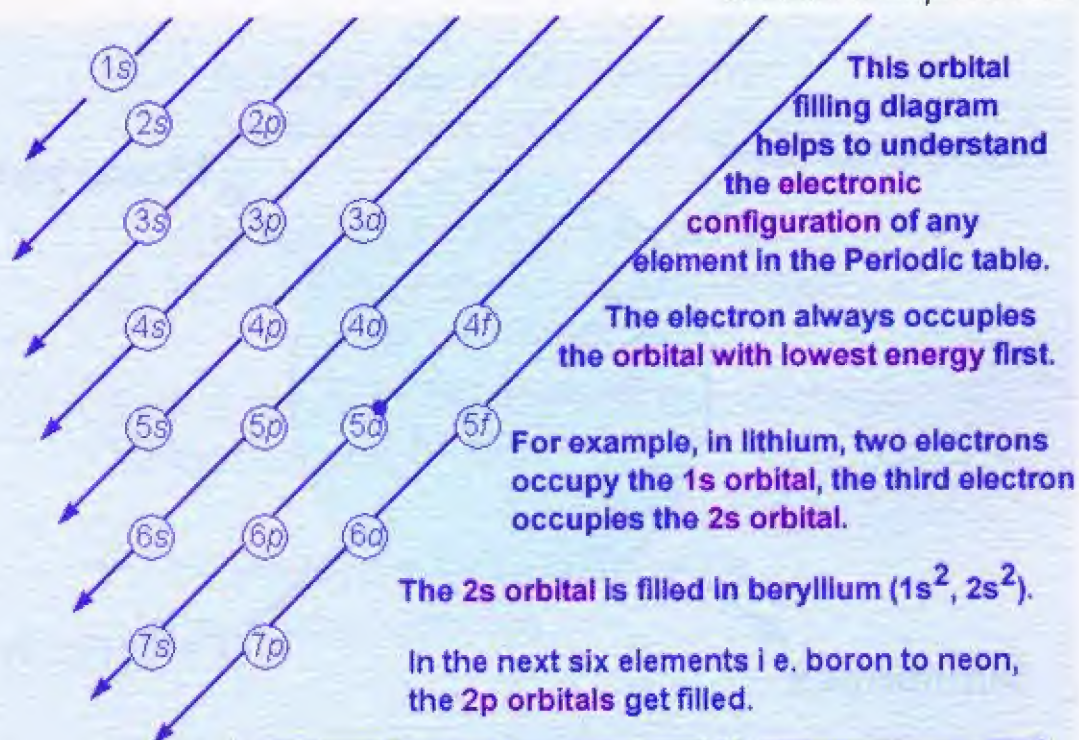 1s
This orbital
filling diagram
2s 2p
helps to understand
the electronic
3s 3p 3d
configuration of any
element in the Periodic table.
4s 4p 4d 4f
The electron always occupies
the orbital with lowest energy first.
5s 5p 5d 5f
For example, in lithium, two electrons
occupy the 1s orbital, the third electron
occupies the 2s orbital.
6s 6p 6d
The 2s orbital is filled in beryllium (1s², 2s²).
7s 7p
In the next six elements i e. boron to neon,
the 2p orbitals get filled.